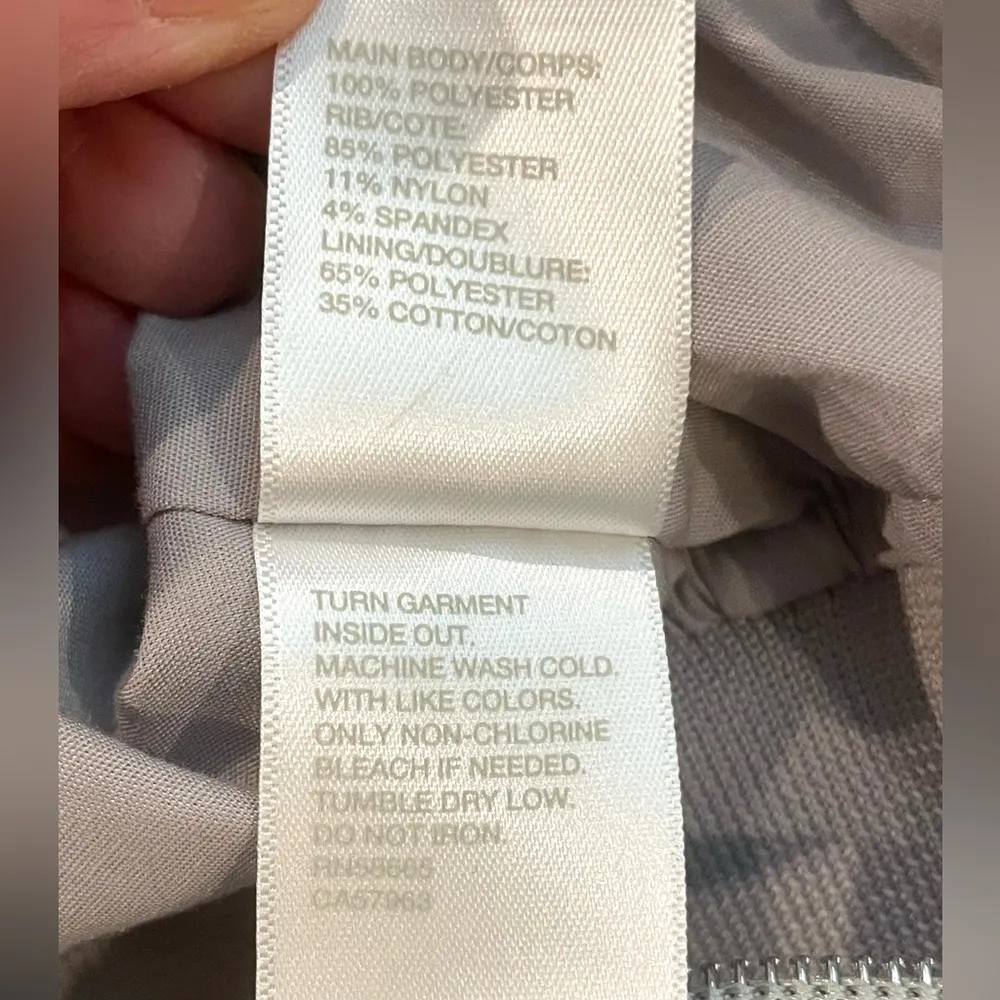 MAIN BODY/CORPS:
100% POLYESTER
RIB/COTE:
85% POLYESTER
11% NYLON
4% SPANDEX
LINING/DOUBLURE:
65% POLYESTER
35% COTTON/COTON
TURN GARMENT
INSIDE OUT.
MACHINE WASH COLD.
WITH LIKE COLORS.
ONLY NON-CHLORINE
BLEACH IF NEEDED.
TUMBLE DRY LOW.
DO NOT IRON.